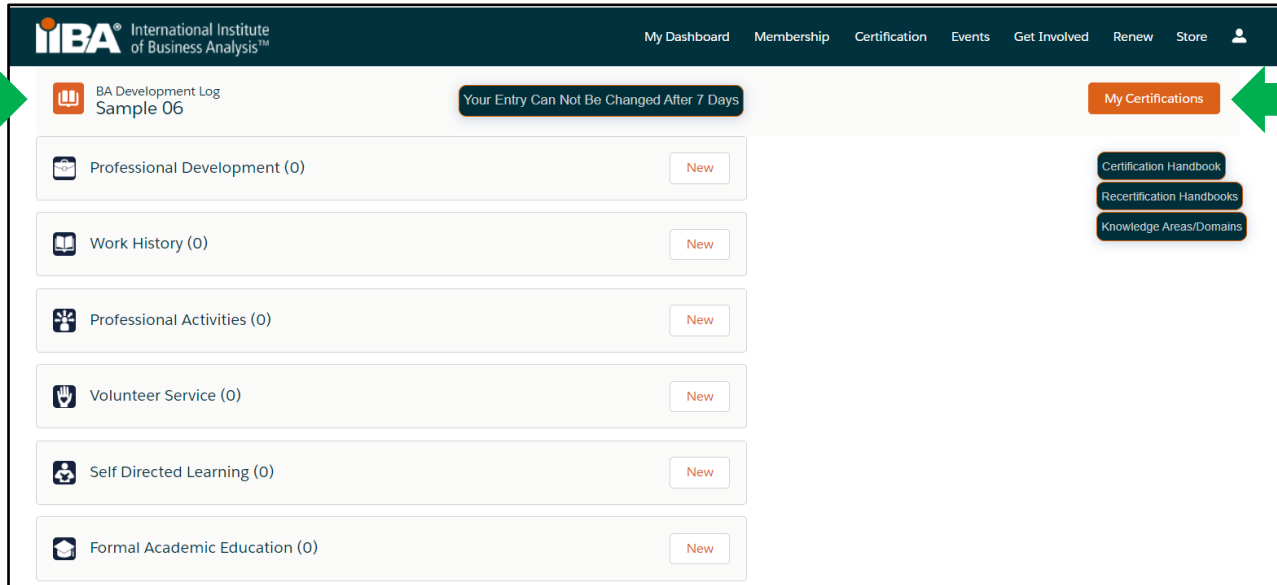 iiBA® International Institute
of Business Analysis™
My Dashboard Membership Certification Events Get Involved Renew Store
BA Development Log
Sample 06
Your Entry Can Not Be Changed After 7 Days
My Certifications
Professional Development (0) New
Certification Handbook
Recertification Handbooks
Knowledge Areas/Domains
Work History (0) New
Professional Activities (0) New
Volunteer Service (0) New
Self Directed Learning (0) New
Formal Academic Education (0) New